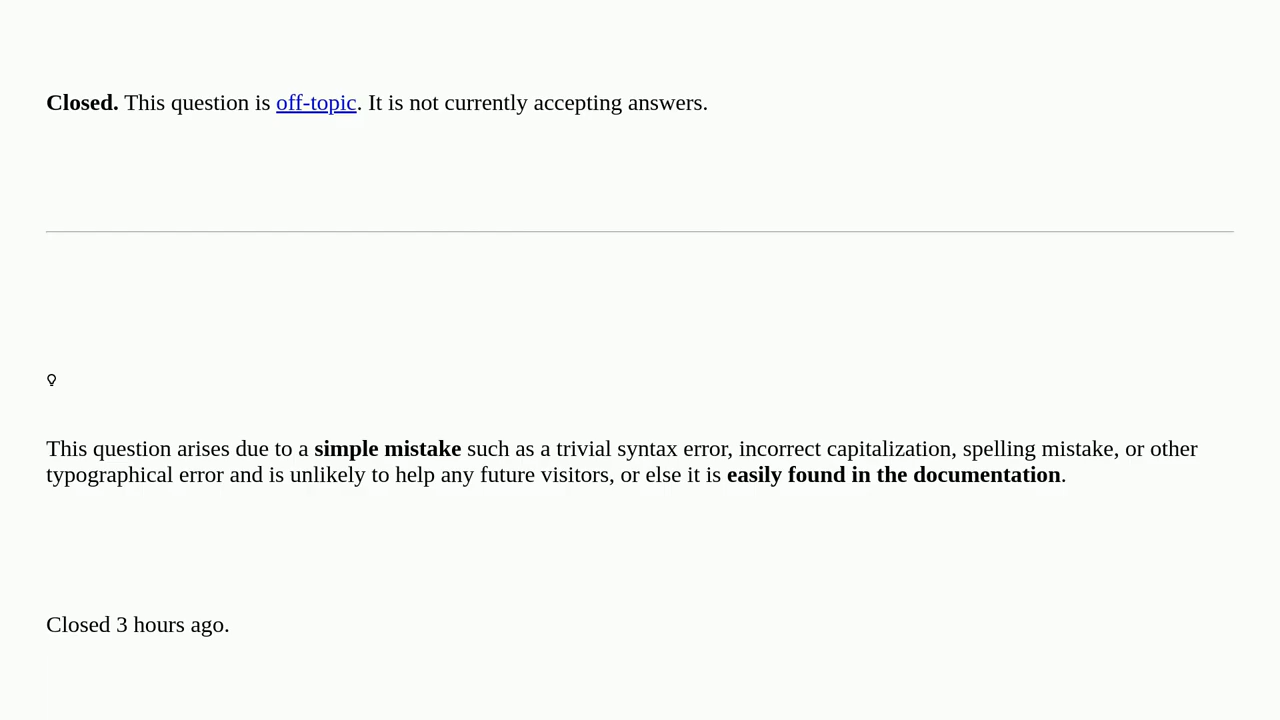 Closed. This question is off-topic. It is not currently accepting answers.
This question arises due to a simple mistake such as a trivial syntax error, incorrect capitalization, spelling mistake, or other
typographical error and is unlikely to help any future visitors, or else it is easily found in the documentation.
Closed 3 hours ago.